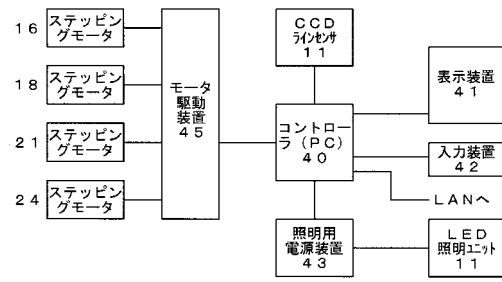 16
ステッピン
グモータ
18
ステッピン
グモータ
21
ステッピン
グモータ
24
ステッピン
グモータ
モータ
駆動
装置
45
CCD
ラインセンサ
11
コントロー
ラ(PC)
40
照明用
電源装置
43
表示装置
41
入力装置
42
LANへ
LED
照明ユニット
11